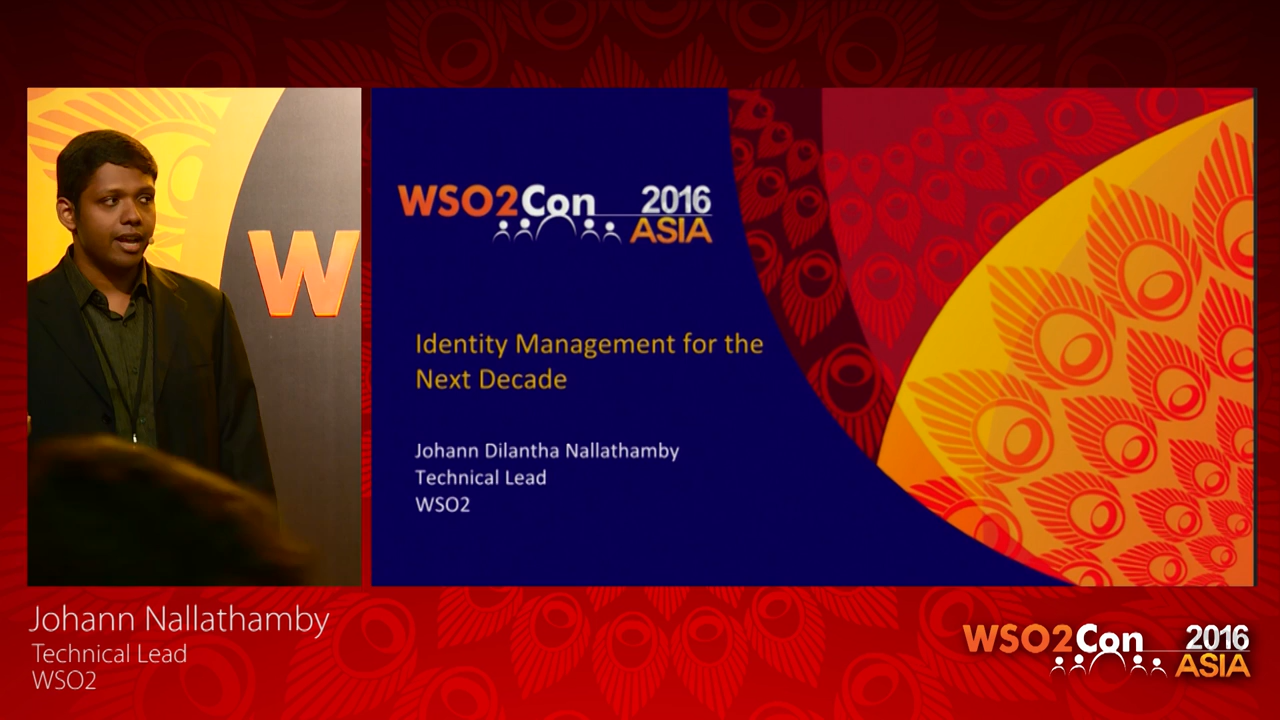 W
WSO2Con 2016
ASIA
Identity Management for the
Next Decade
Johann Dilantha Nallathamby
Technical Lead
WSO2
Johann Nallathamby
Technical Lead
WSO2
WSO2Con 2016
ASIA